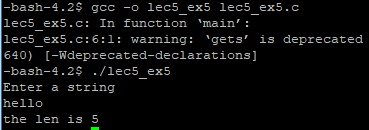 -bash-4.2$ gcc -o lec5_ex5 lec5_ex5.c
lec5_ex5.c: In function ‘main’:
lec5_ex5.c:6:1: warning: ‘gets’ is deprecated
640) [-Wdeprecated-declarations]
-bash-4.2$ ./lec5_ex5
Enter a string
hello
the len is 5